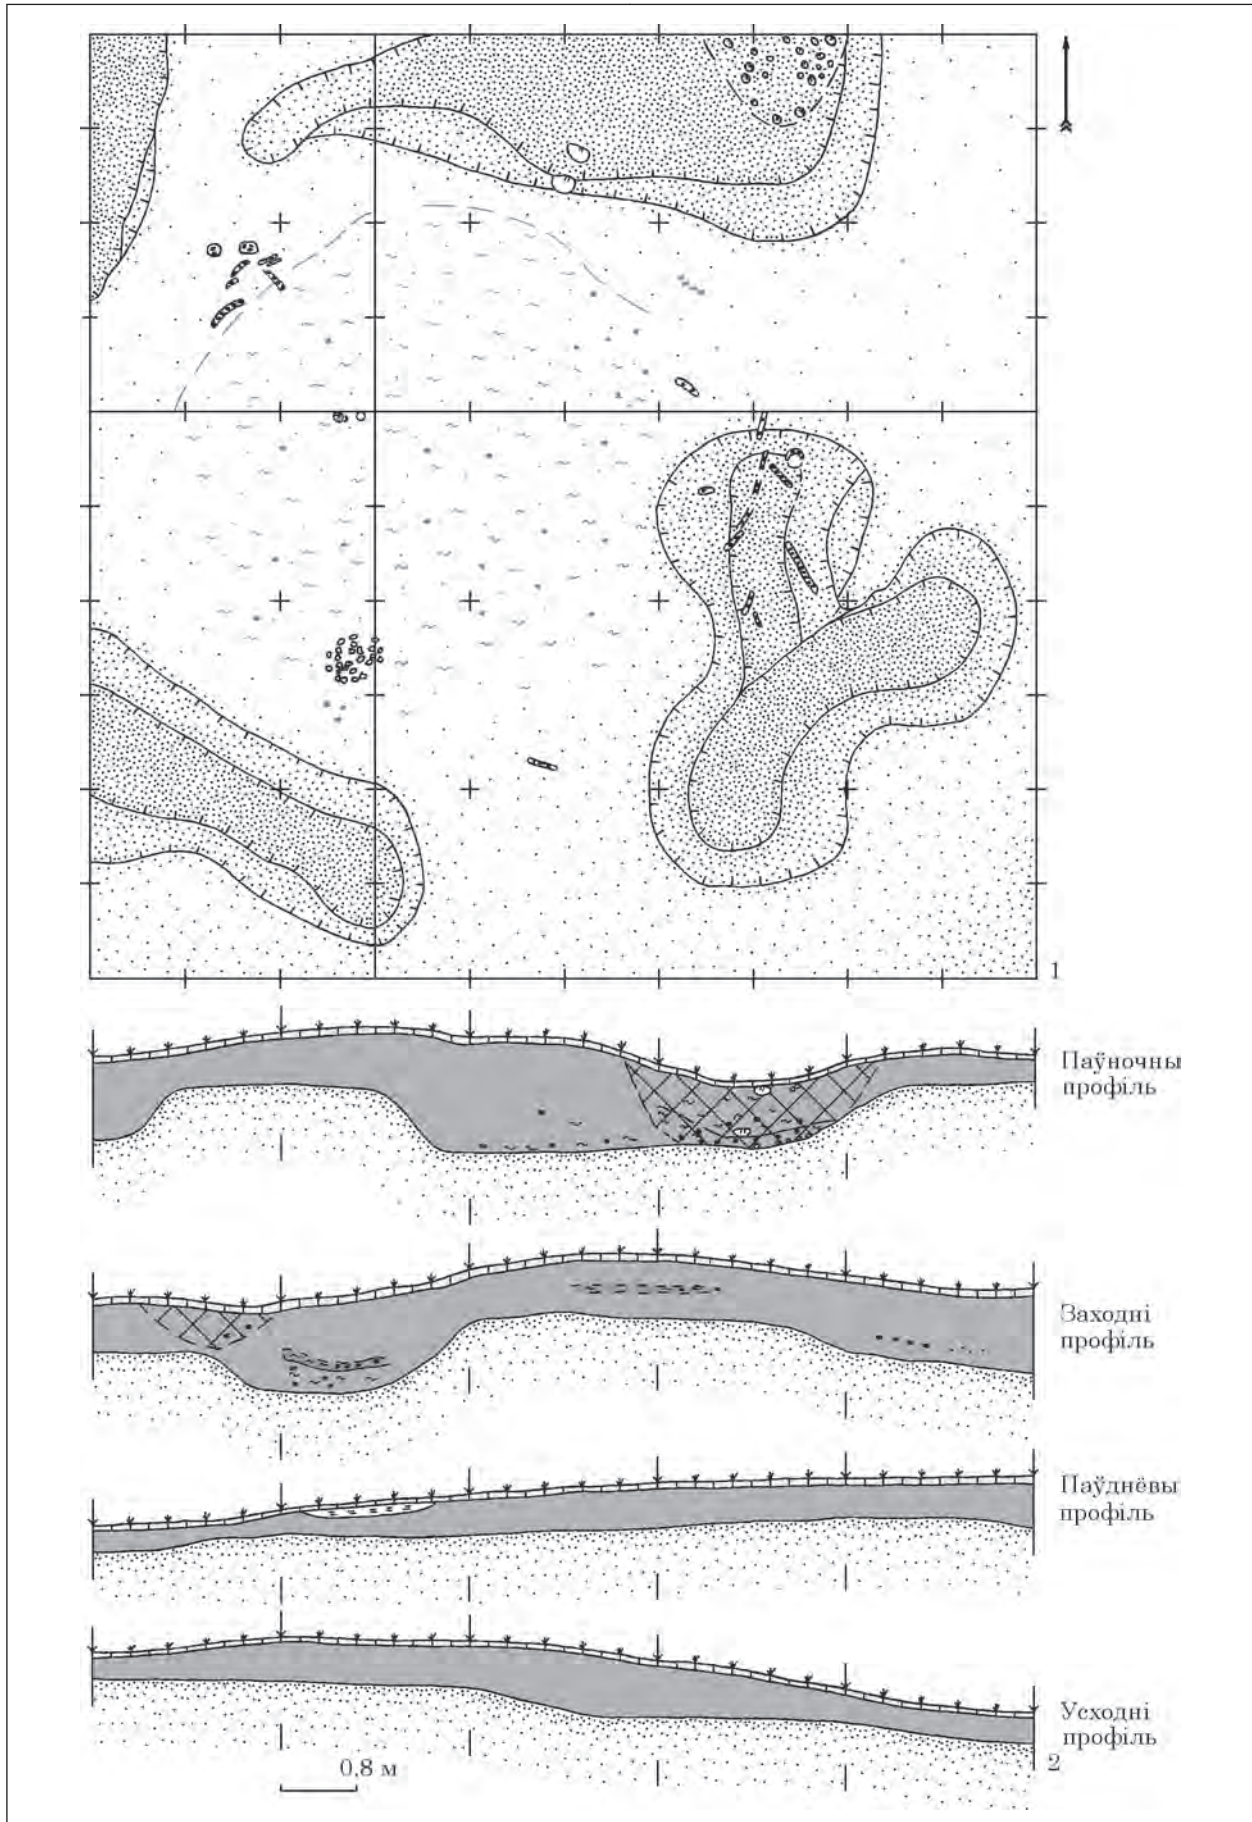 1
Паўночны
профіль
Заходні
профіль
Паўднёвы
профіль
Усходні
профіль
2
0,8 м